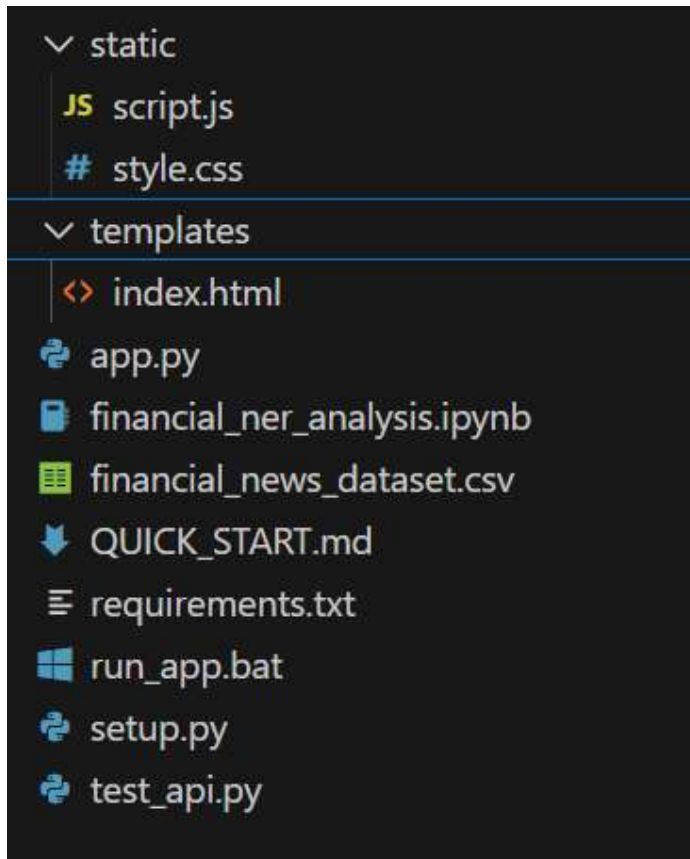 static
JS script.js
# style.css
templates
<> index.html
app.py
financial_ner_analysis.ipynb
financial_news_dataset.csv
QUICK_START.md
requirements.txt
run_app.bat
setup.py
test_api.py